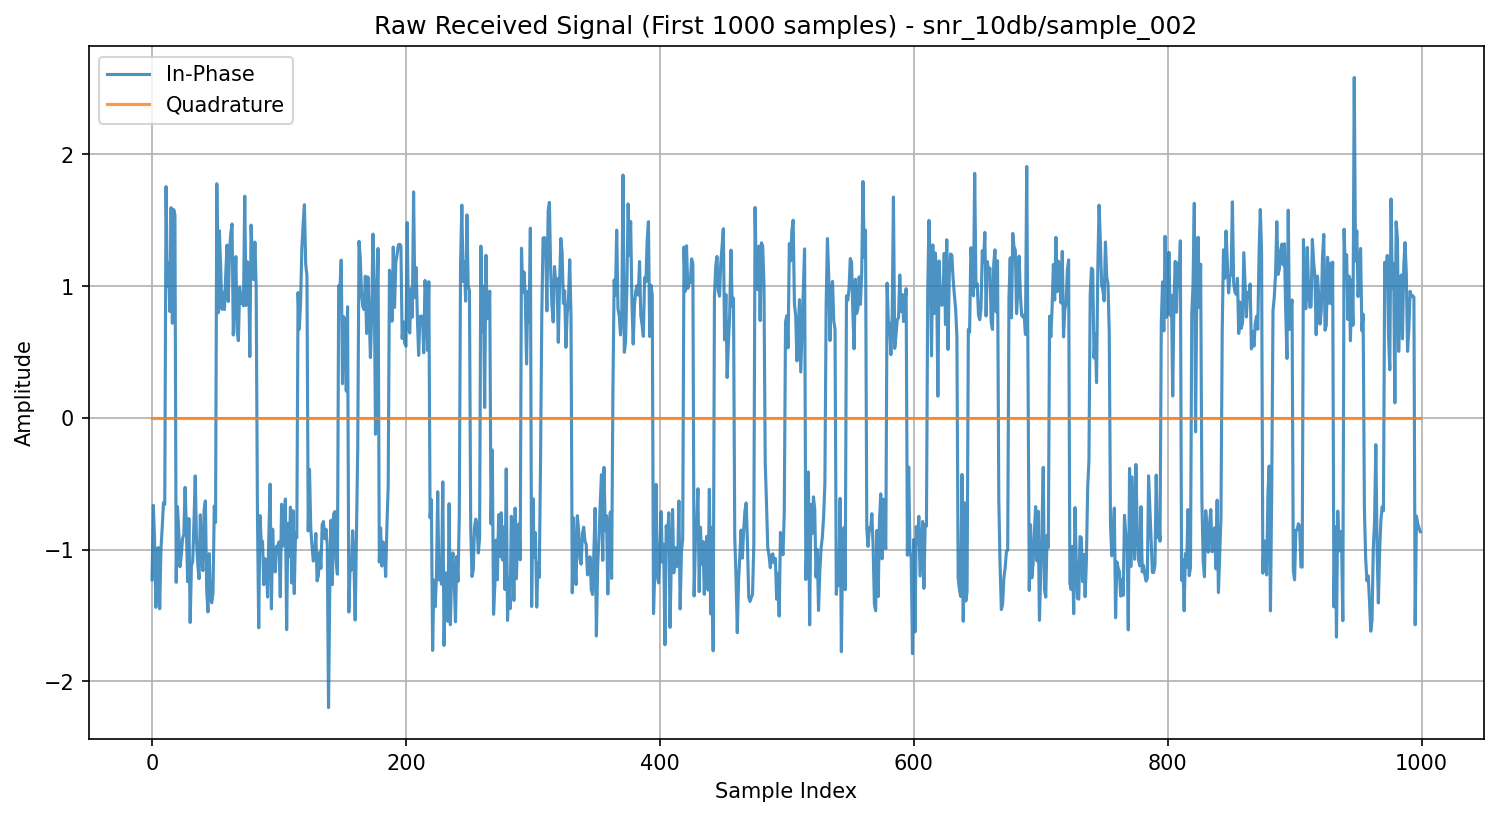 Raw Received Signal (First 1000 samples) - snr_10db/sample_002
In-Phase
Quadrature
Amplitude
2
1
0
−1
−2
0 200 400 600 800 1000
Sample Index